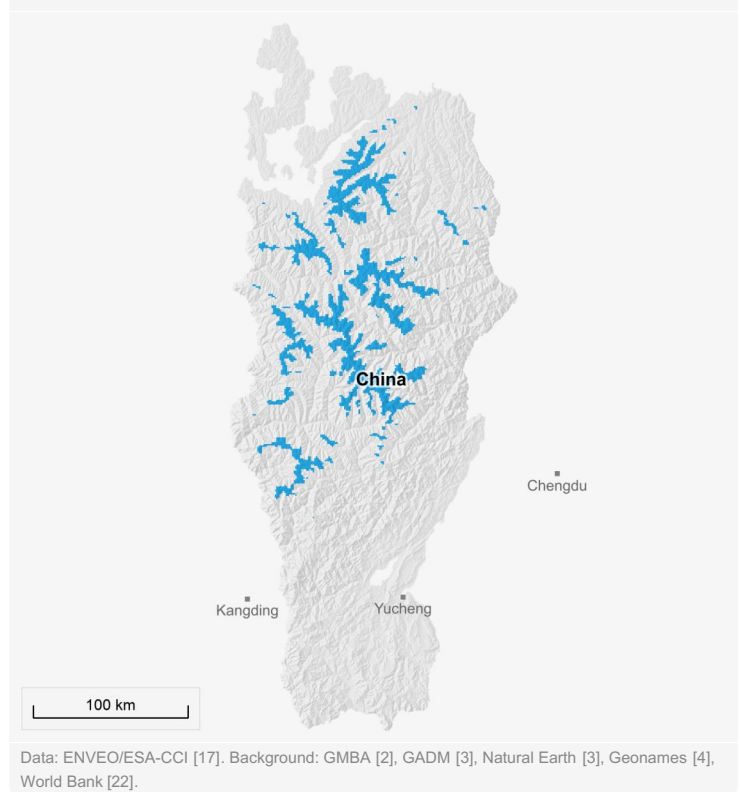 China
Chengdu
Kangding
Yucheng
100 km
Data: ENVEO/ESA-CCI [17]. Background: GMBA [2], GADM [3], Natural Earth [3], Geonames [4],
World Bank [22].